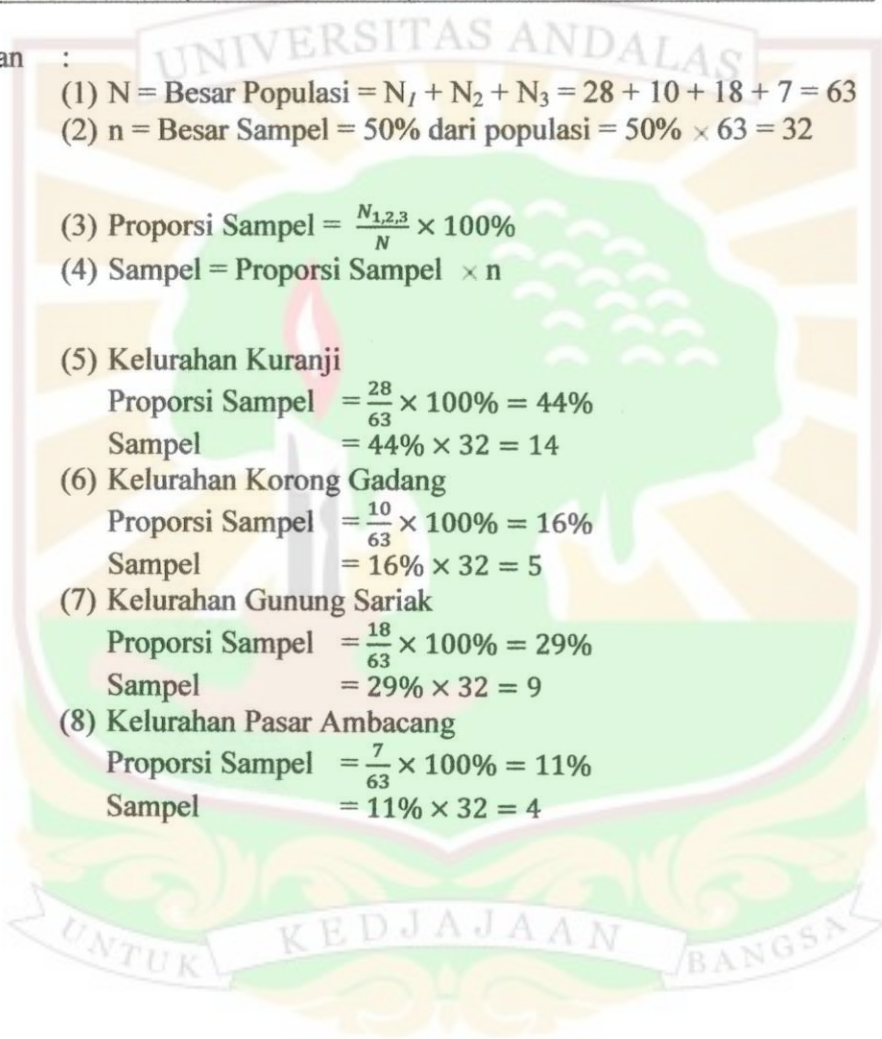 UNIVERSITAS ANDALAS
an :
(1) N = Besar Populasi = N₁ + N₂ + N₃ = 28 + 10 + 18 + 7 = 63
(2) n = Besar Sampel = 50% dari populasi = 50% × 63 = 32
(3) Proporsi Sampel = N₁,₂,₃/N × 100%
(4) Sampel = Proporsi Sampel × n
(5) Kelurahan Kuranji
Proporsi Sampel = 28/63 × 100% = 44%
Sampel = 44% × 32 = 14
(6) Kelurahan Korong Gadang
Proporsi Sampel = 10/63 × 100% = 16%
Sampel = 16% × 32 = 5
(7) Kelurahan Gunung Sariak
Proporsi Sampel = 18/63 × 100% = 29%
Sampel = 29% × 32 = 9
(8) Kelurahan Pasar Ambacang
Proporsi Sampel = 7/63 × 100% = 11%
Sampel = 11% × 32 = 4
UNTUK KEDJAJAAN BANGSA